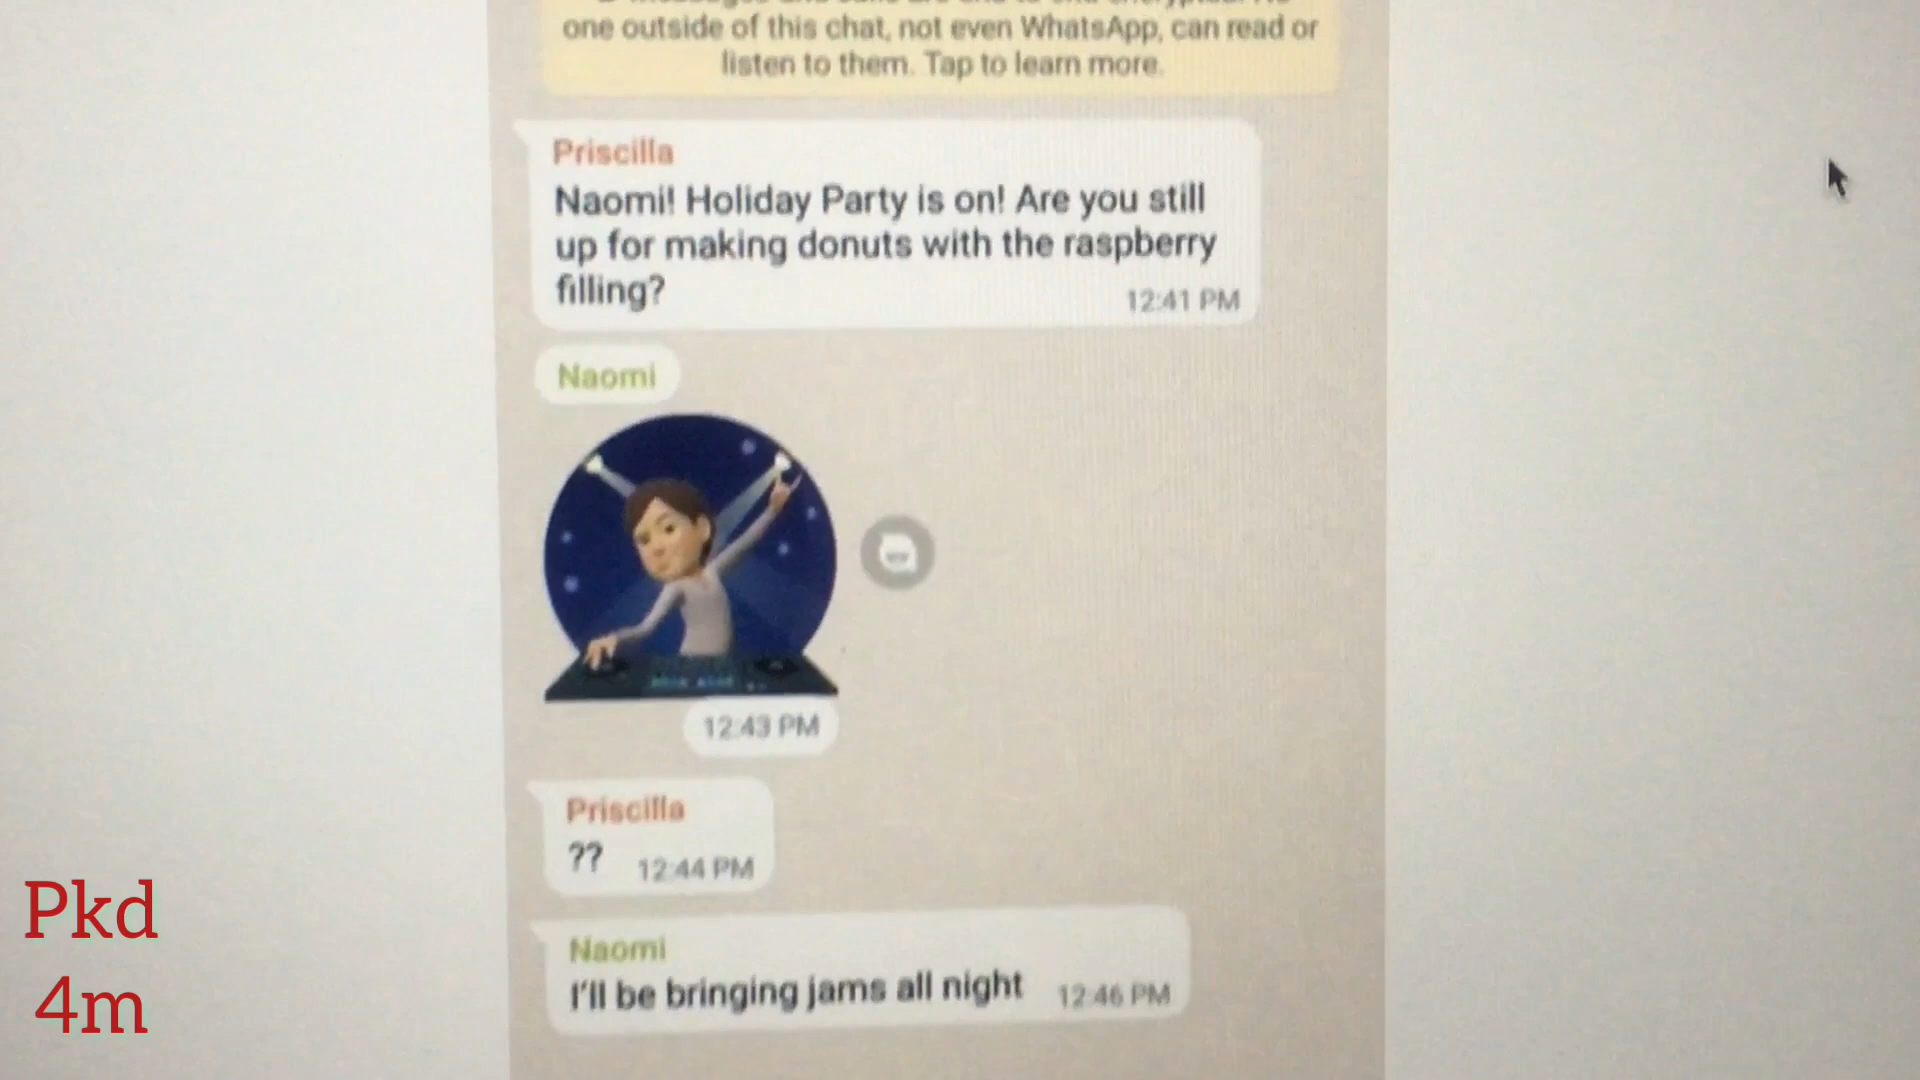 one outside of this chat, not even WhatsApp, can read or
listen to them. Tap to learn more.
Priscilla
Naomi! Holiday Party is on! Are you still
up for making donuts with the raspberry
filling?
12:41 PM
Naomi
12:43 PM
Priscilla
??
12:44 PM
Naomi
I'll be bringing jams all night
12:46 PM
Pkd
4m